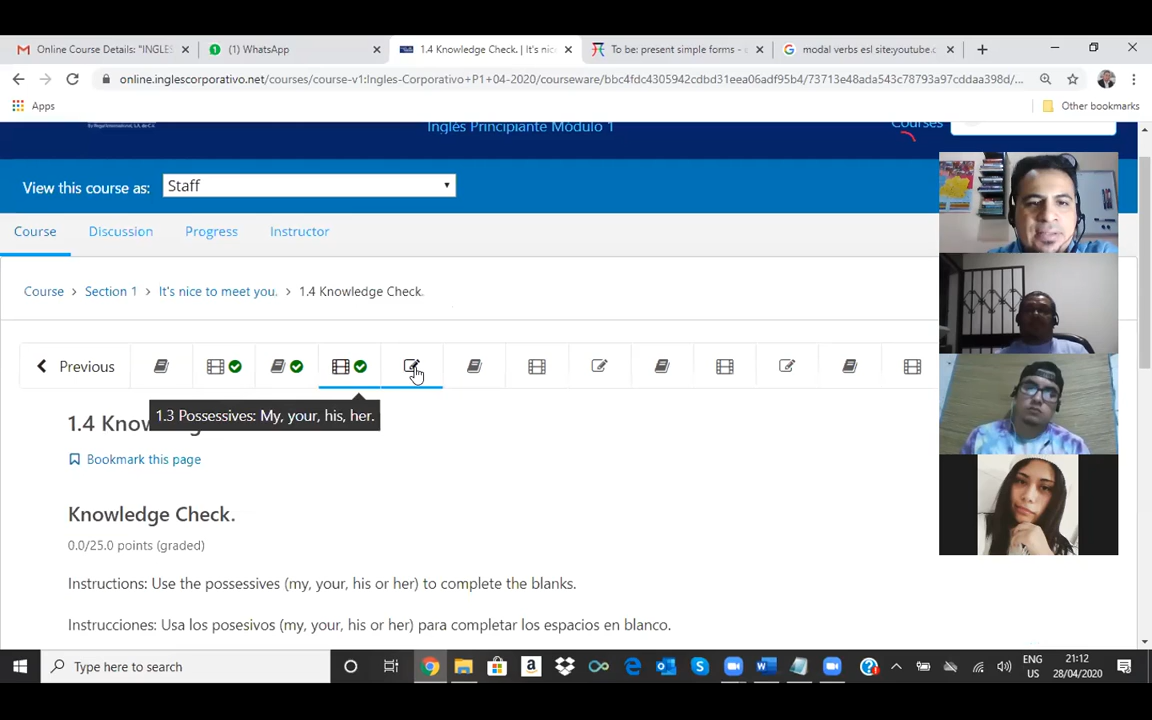 Online Course Details: "INGLES
(1) WhatsApp
1.4 Knowledge Check. | It's nic
To be: present simple forms -
modal verbs esl site:youtube.c
online.inglescorporativo.net/courses/course-v1:Ingles-Corporativo+P1+04-2020/courseware/bbc4fdc4305942cdbd31eea06adf95b4/73713e48ada543c78793a97cddaa398d/...
Apps
Other bookmarks
Inglés Principiante Módulo 1
Courses
View this course as:
Staff
Course
Discussion
Progress
Instructor
Course > Section 1 > It's nice to meet you. > 1.4 Knowledge Check.
Previous
1.3 Possessives: My, your, his, her.
1.4 Know
Bookmark this page
Knowledge Check.
0.0/25.0 points (graded)
Instructions: Use the possessives (my, your, his or her) to complete the blanks.
Instrucciones: Usa los posesivos (my, your, his or her) para completar los espacios en blanco.
Type here to search
ENG
US
21:12
28/04/2020